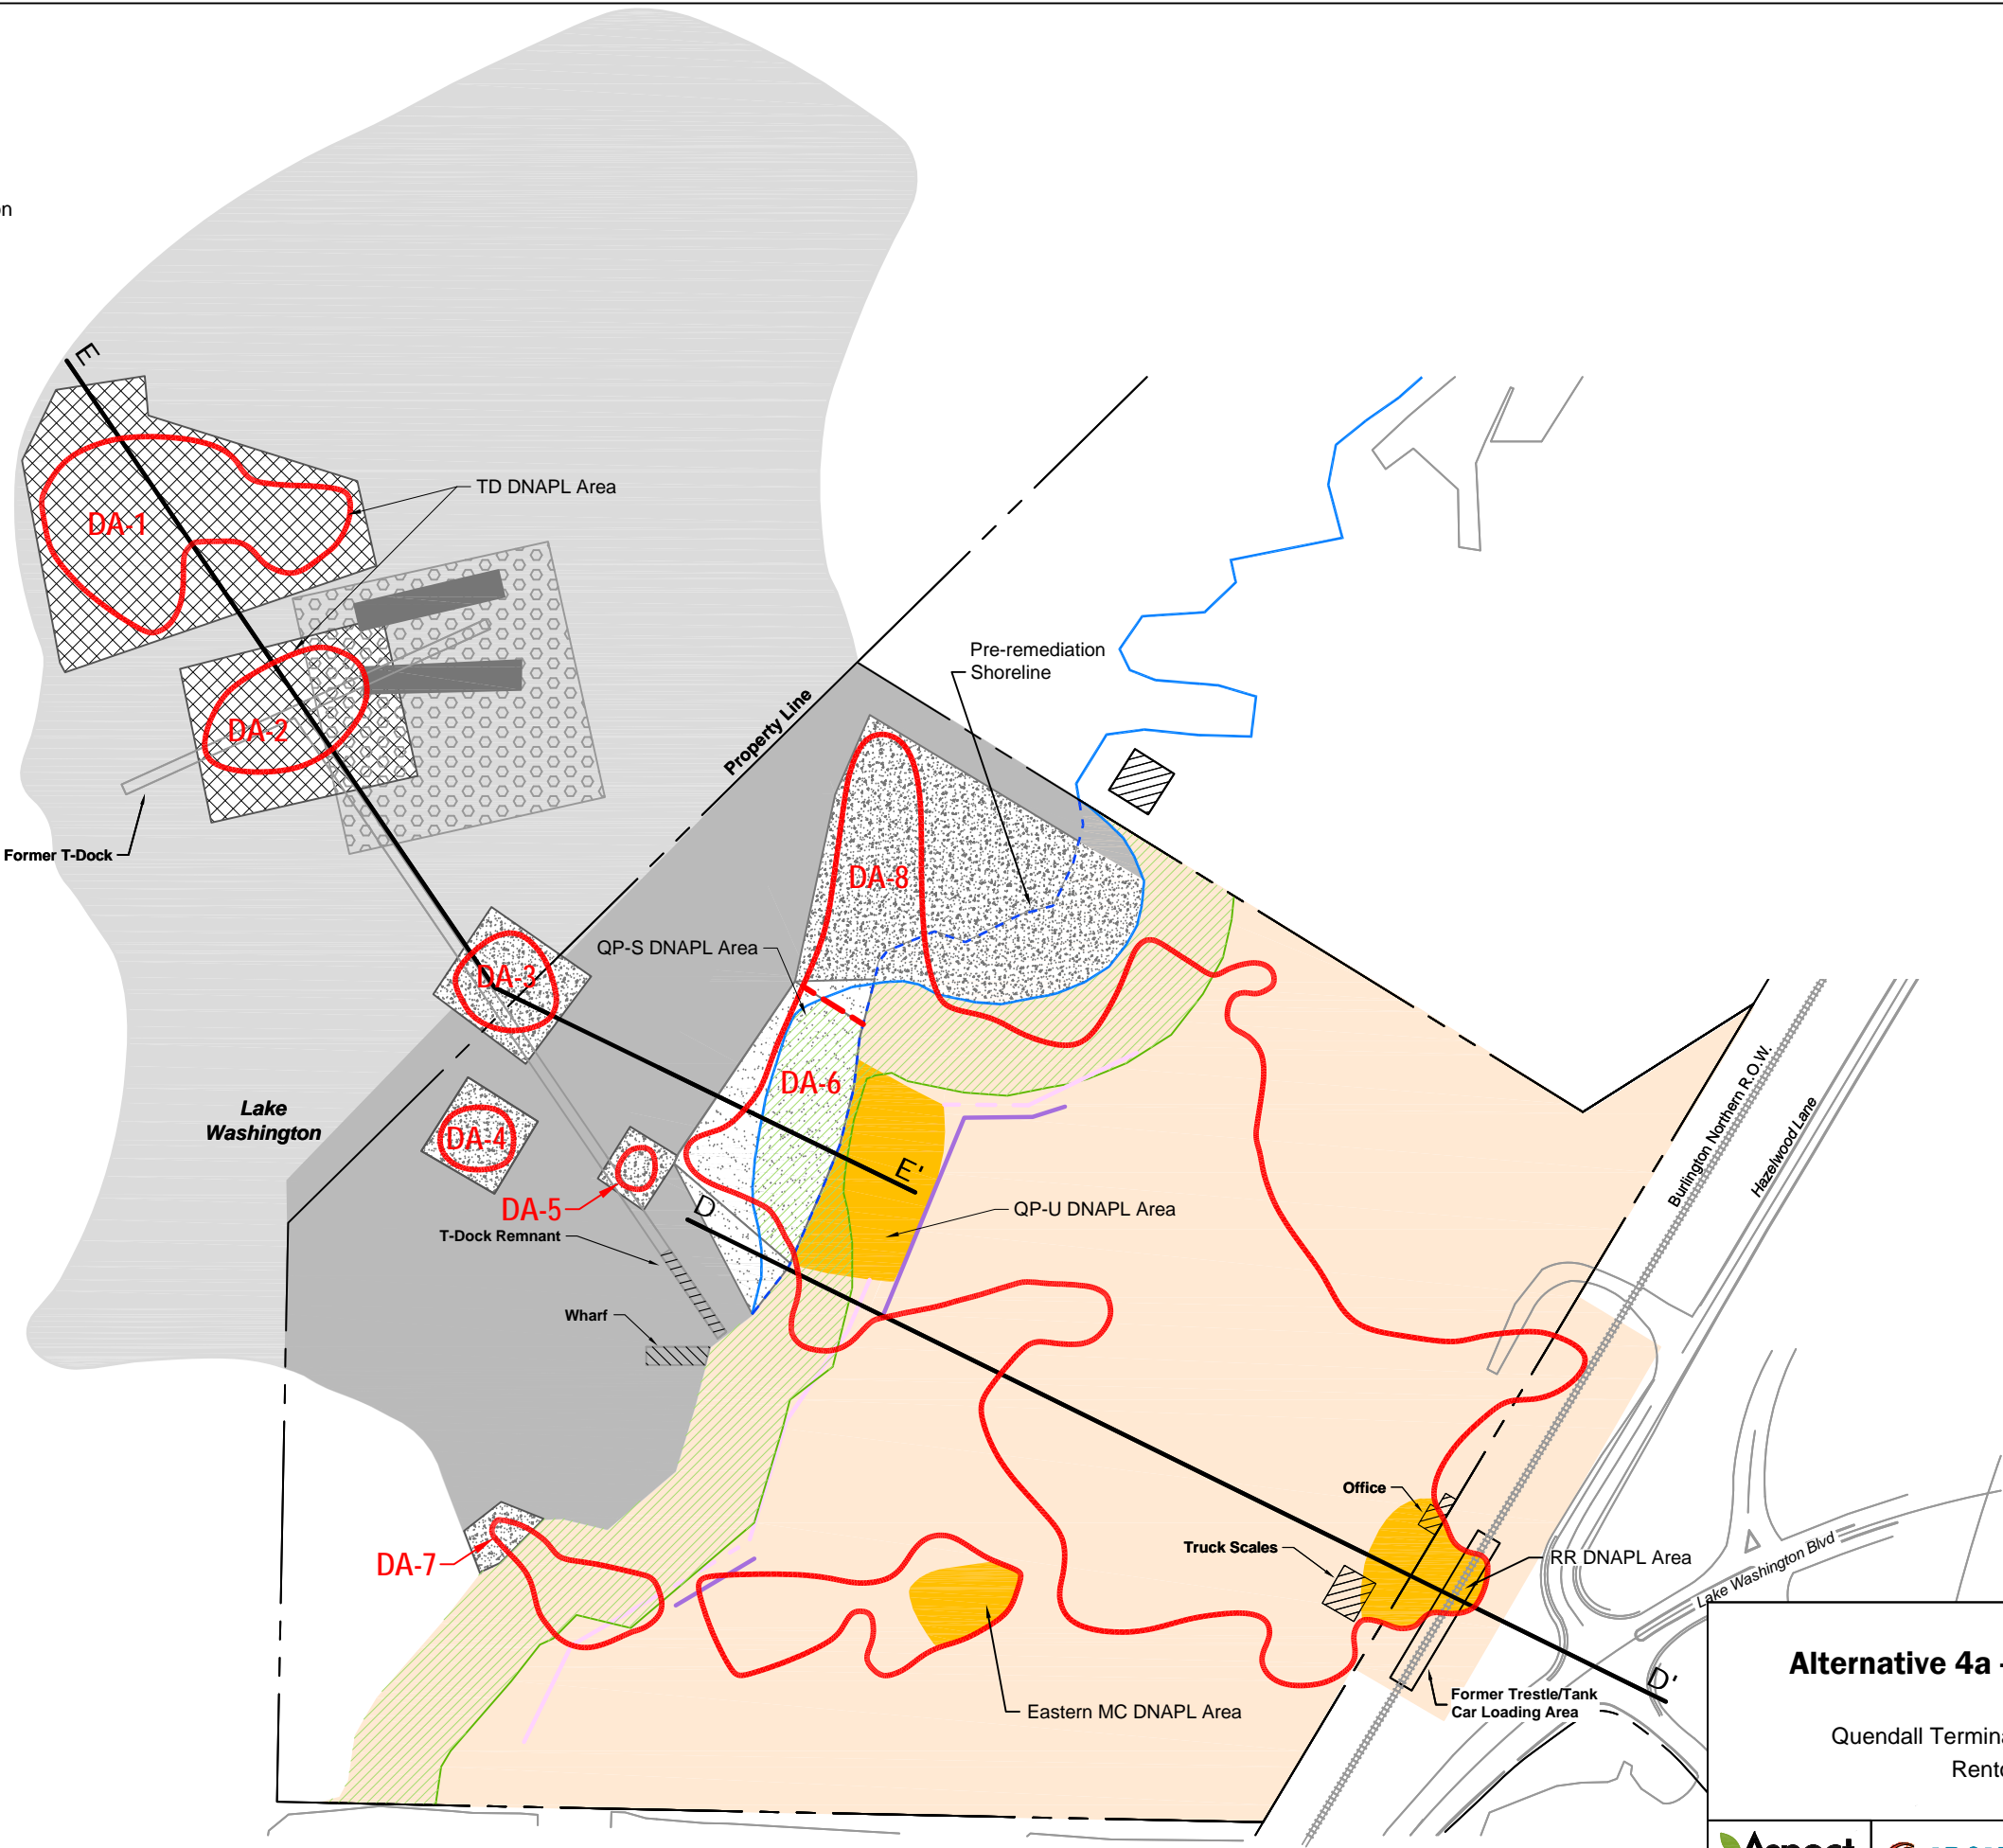 E
TD DNAPL Area
DA-1
DA-2
Former T-Dock
Property Line
Pre-remediation
Shoreline
DA-8
QP-S DNAPL Area
DA-3
DA-6
Lake
Washington
DA-4
DA-5
T-Dock Remnant
D
E'
QP-U DNAPL Area
Wharf
Burlington Northern R.O.W.
Hazelwood Lane
Office
Truck Scales
RR DNAPL Area
Lake Washington Blvd
DA-7
Eastern MC DNAPL Area
Former Trestle/Tank
Car Loading Area
D'
Alternative 4a -
Quendall
Aspect